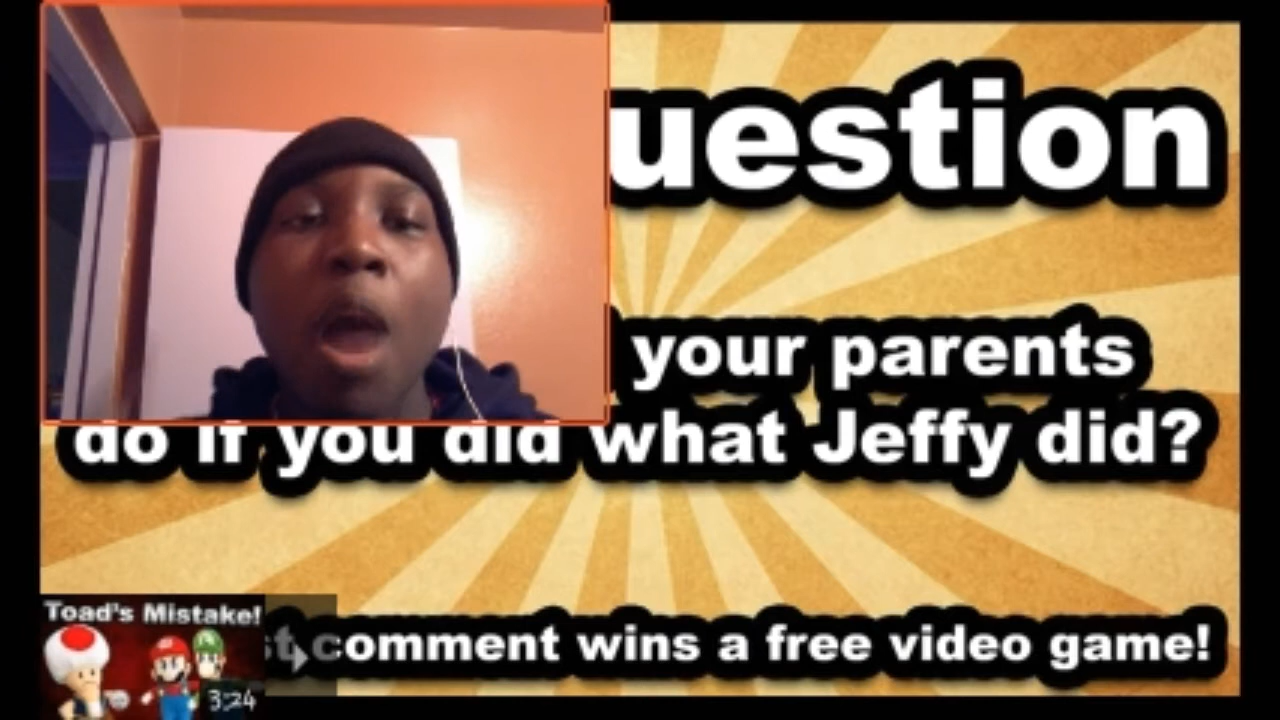 uestion
your parents
do if you did what Jeffy did?
st comment wins a free video game!
Toad's Mistake!
3:24